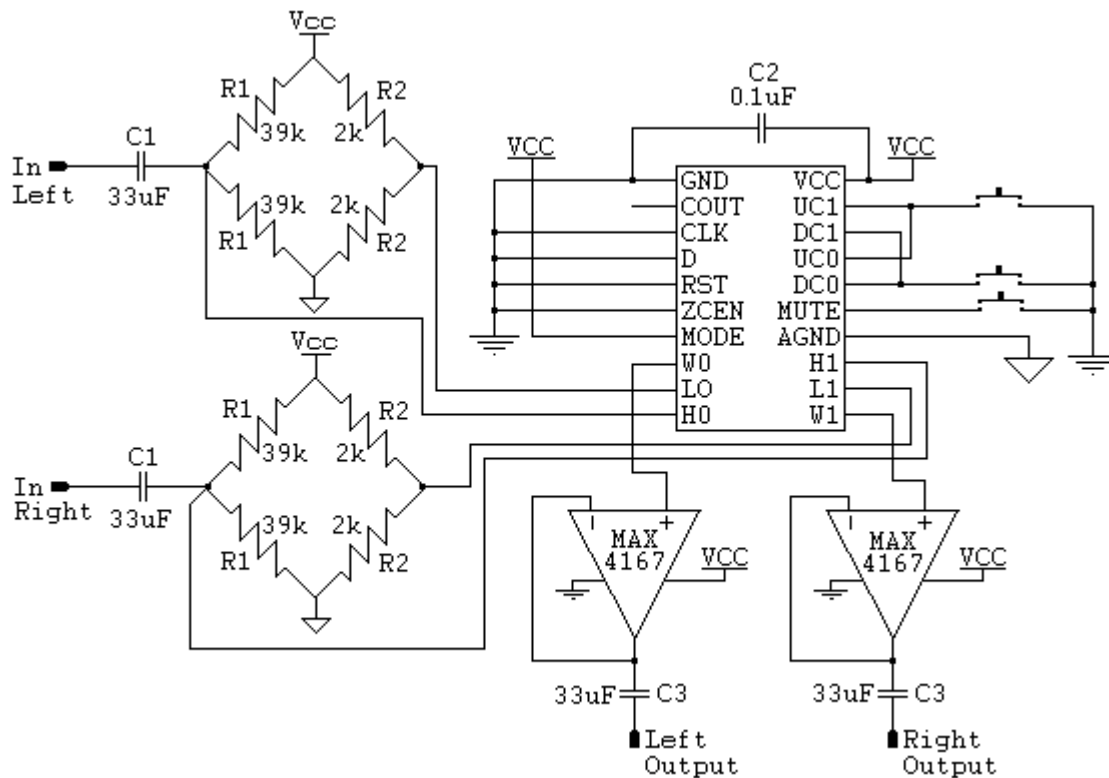 Vcc
R1
R2
39k
2k
C1
In
Left
33uF
39k
2k
R1
R2
C2
0.1uF
VCC
VCC
GND
VCC
COUT
UC1
CLK
DC1
D
UC0
RST
DC0
ZCEN
MUTE
MODE
AGND
W0
H1
LO
L1
H0
W1
Vcc
R1
R2
39k
2k
C1
In
Right
33uF
39k
2k
R1
R2
- +
MAX
4167
VCC
- +
MAX
4167
VCC
33uF
C3
Left
Output
33uF
C3
Right
Output